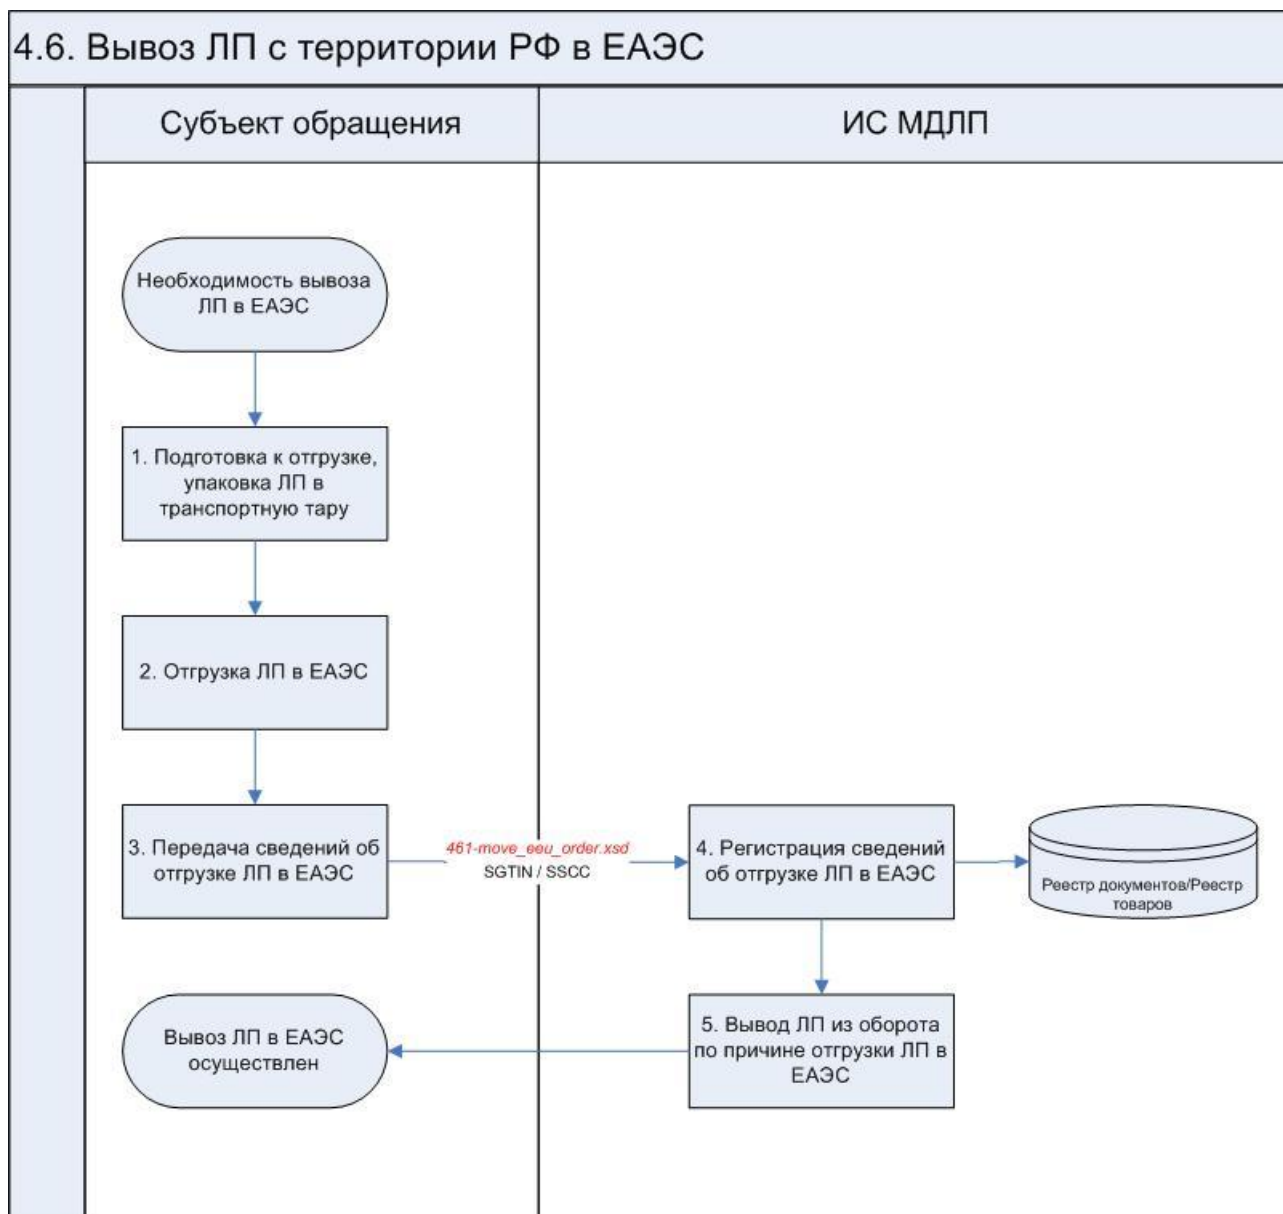 4.6. Вывоз ЛП с территории РФ в ЕАЭС
Субъект обращения
ИС МДЛП
Необходимость вывоза
ЛП в ЕАЭС
1. Подготовка к отгрузке,
упаковка ЛП в
транспортную тару
2. Отгрузка ЛП в ЕАЭС
3. Передача сведений об
отгрузке ЛП в ЕАЭС
461-move_eeu_order.xsd
SGTIN / SSCC
4. Регистрация сведений
об отгрузке ЛП в ЕАЭС
Реестр документов/Реестр
товаров
5. Вывод ЛП из оборота
по причине отгрузки ЛП в
ЕАЭС
Вывоз ЛП в ЕАЭС
осуществлен